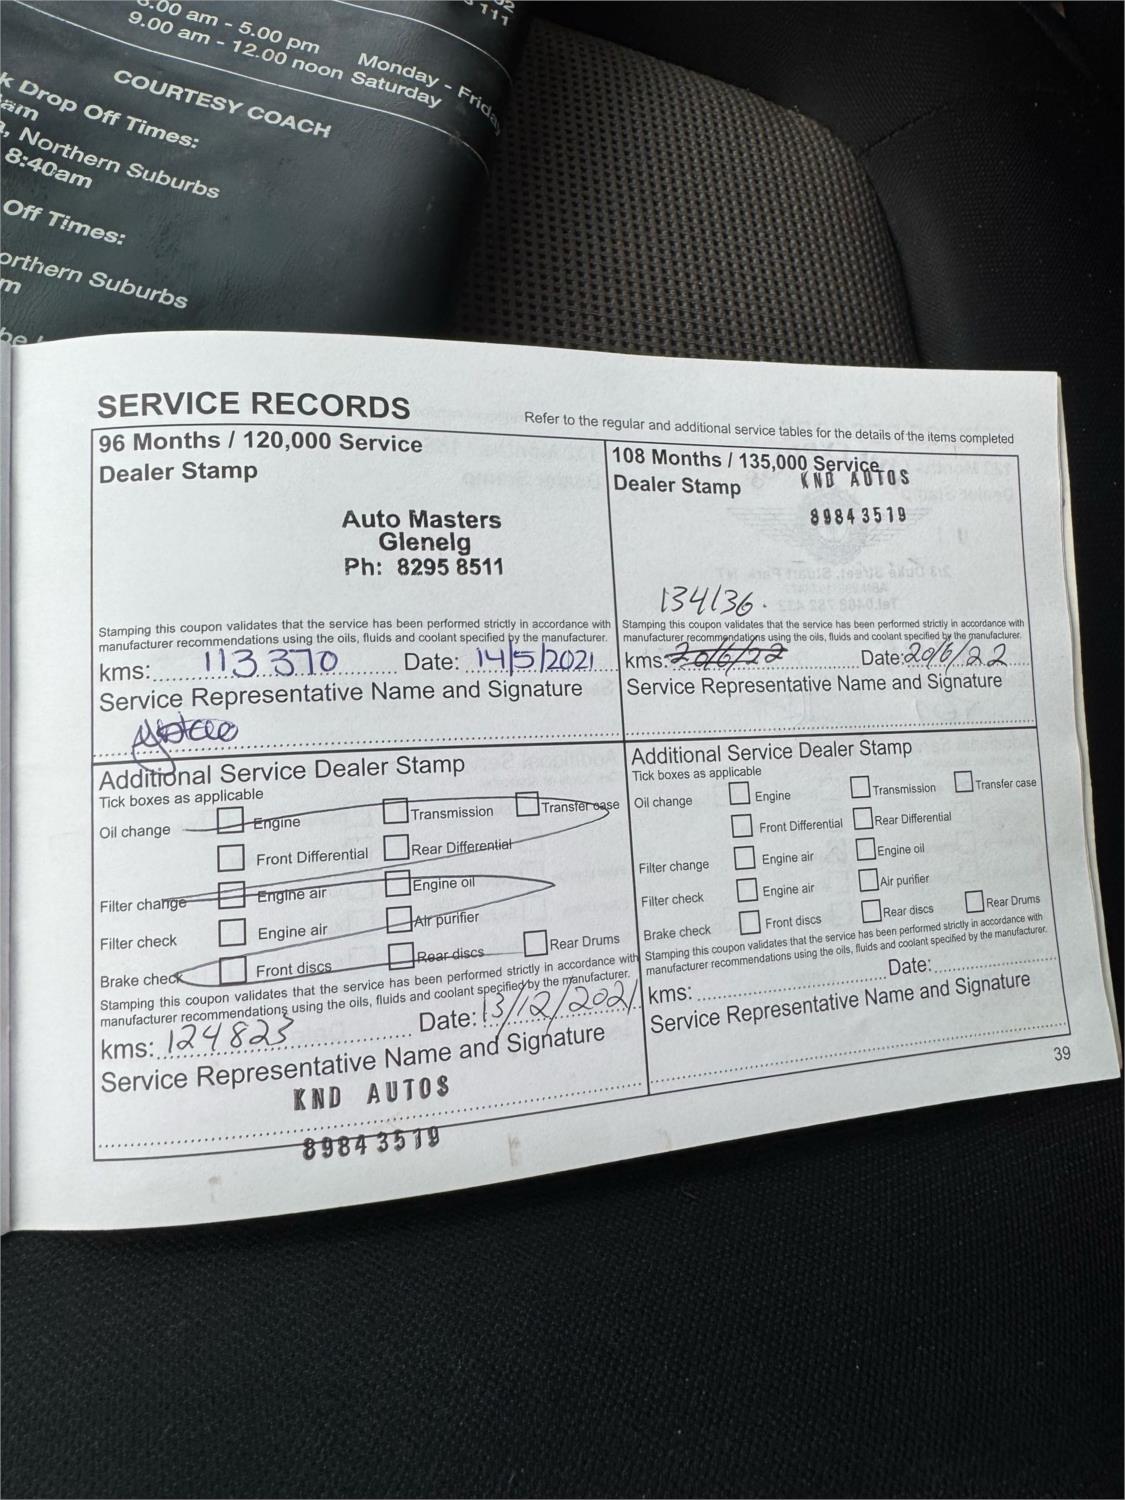 111
8.00 am - 5.00 pm Monday - Friday
9.00 am - 12.00 noon Saturday
COURTESY COACH
k Drop Off Times:
am
, Northern Suburbs
8:40am
Off Times:
orthern Suburbs
m
SERVICE RECORDS
Refer to the regular and additional service tables for the details of the items completed
96 Months / 120,000 Service
Dealer Stamp
Auto Masters
Glenelg
Ph: 8295 8511
Stamping this coupon validates that the service has been performed strictly in accordance with
manufacturer recommendations using the oils, fluids and coolant specified by the manufacturer.
kms: 113 370 Date: 14/5/2021
Service Representative Name and Signature
108 Months / 135,000 Service
KND AUTOS
Dealer Stamp
8984 3519
134136.
Stamping this coupon validates that the service has been performed strictly in accordance with
manufacturer recommendations using the oils, fluids and coolant specified by the manufacturer.
kms: 20/6/22 Date: 20/6/22
Service Representative Name and Signature
Additional Service Dealer Stamp
Tick boxes as applicable
Oil change Engine Transmission Transfer case
Front Differential Rear Differential
Filter change Engine air Engine oil
Filter check Engine air Air purifier
Brake check Front discs Rear discs Rear Drums
Stamping this coupon validates that the service has been performed strictly in accordance with
manufacturer recommendations using the oils, fluids and coolant specified by the manufacturer.
kms: 124823 Date: 13/12/2021
Service Representative Name and Signature
KND AUTOS
8984 3519
Additional Service Dealer Stamp
Tick boxes as applicable
Oil change Engine Transmission Transfer case
Front Differential Rear Differential
Filter change Engine air Engine oil
Filter check Engine air Air purifier
Brake check Front discs Rear discs Rear Drums
Stamping this coupon validates that the service has been performed strictly in accordance with
manufacturer recommendations using the oils, fluids and coolant specified by the manufacturer.
kms: Date:
Service Representative Name and Signature
39